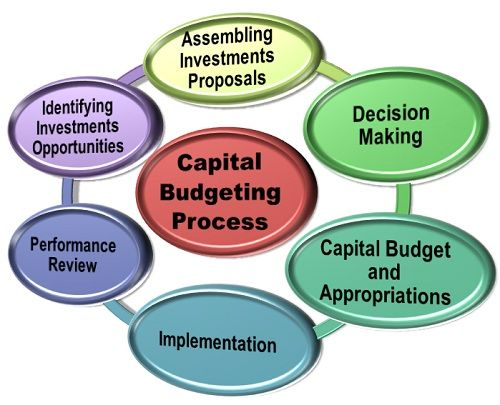 Assembling
Investments
Proposals
Identifying
Investments
Opportunities
Decision
Making
Capital
Budgeting
Process
Performance
Review
Capital Budget
and
Appropriations
Implementation